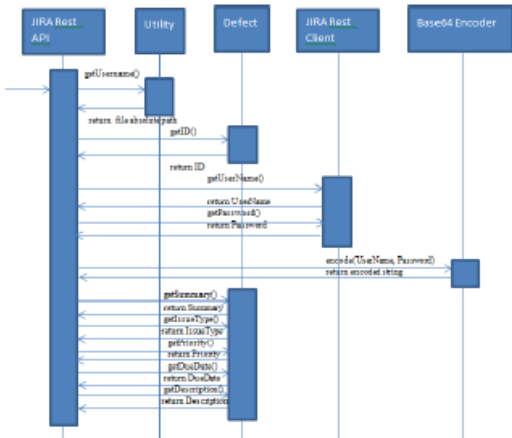 JIRA Rest
API
Utility
Defect
JIRA Rest
Client
Base64 Encoder
getUsername()
return file absolute path
getID()
return ID
getUserName()
return UserName
getPassword()
return Password
encode(UserName, Password)
return encoded string
getSummary()
return Summary
getIssueType()
return IssueType
getPriority()
return Priority
getDueDate()
return DueDate
getDescription()
return Description